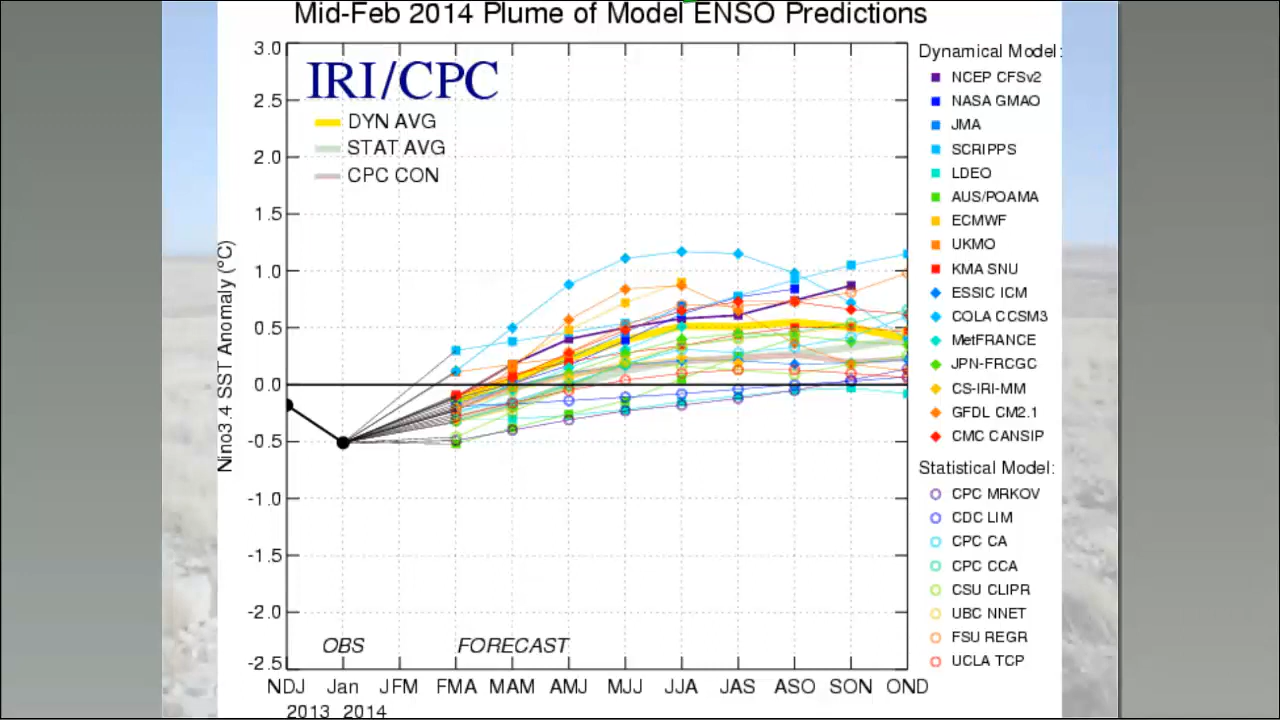 Mid-Feb 2014 Plume of Model ENSO Predictions
IRI/CPC
DYN AVG
STAT AVG
CPC CON
Nino3.4 SST Anomaly (°C)
3.0
2.5
2.0
1.5
1.0
0.5
0.0
-0.5
-1.0
-1.5
-2.0
-2.5
OBS FORECAST
NDJ Jan JFM FMA MAM AMJ MJJ JJA JAS ASO SON OND
2013 2014
Dynamical Model:
NCEP CFSv2
NASA GMAO
JMA
SCRIPPS
LDEO
AUS/POAMA
ECMWF
UKMO
KMA SNU
ESSIC ICM
COLA CCSM3
MetFRANCE
JPN-FRCGC
CS-IRI-MM
GFDL CM2.1
CMC CANSIP
Statistical Model:
CPC MRKOV
CDC LIM
CPC CA
CPC CCA
CSU CLIPR
UBC NNET
FSU REGR
UCLA TCP